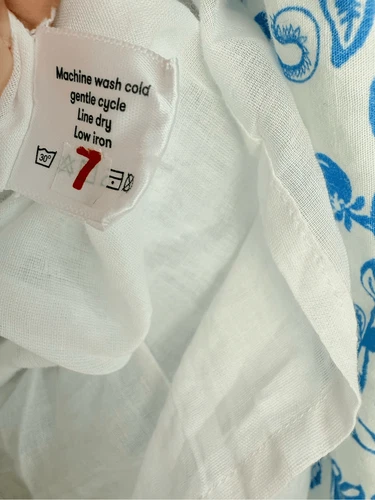 Machine wash cold
gentle cycle
Line dry
Low iron
30° 7